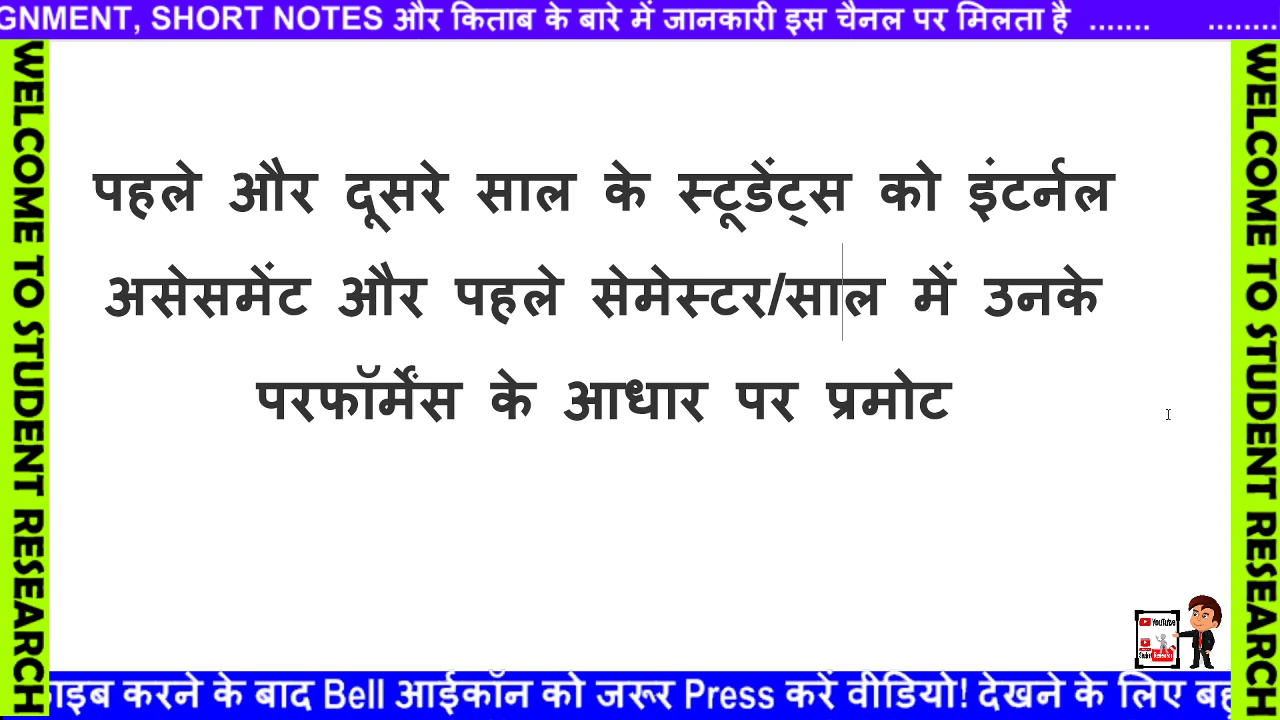 GNMENT, SHORT NOTES और किताब के बारे में जानकारी इस चैनल पर मिलता है ....... ........
WELCOME TO STUDENT RESEARCH
पहले और दूसरे साल के स्टूडेंट्स को इंटर्नल
असेसमेंट और पहले सेमेस्टर/साल में उनके
परफॉर्मेंस के आधार पर प्रमोट
WELCOME TO STUDENT RESEARCH
YouTube
करने के बाद Bell आईकॉन को जरूर Press करें वीडियो! देखने के लिए